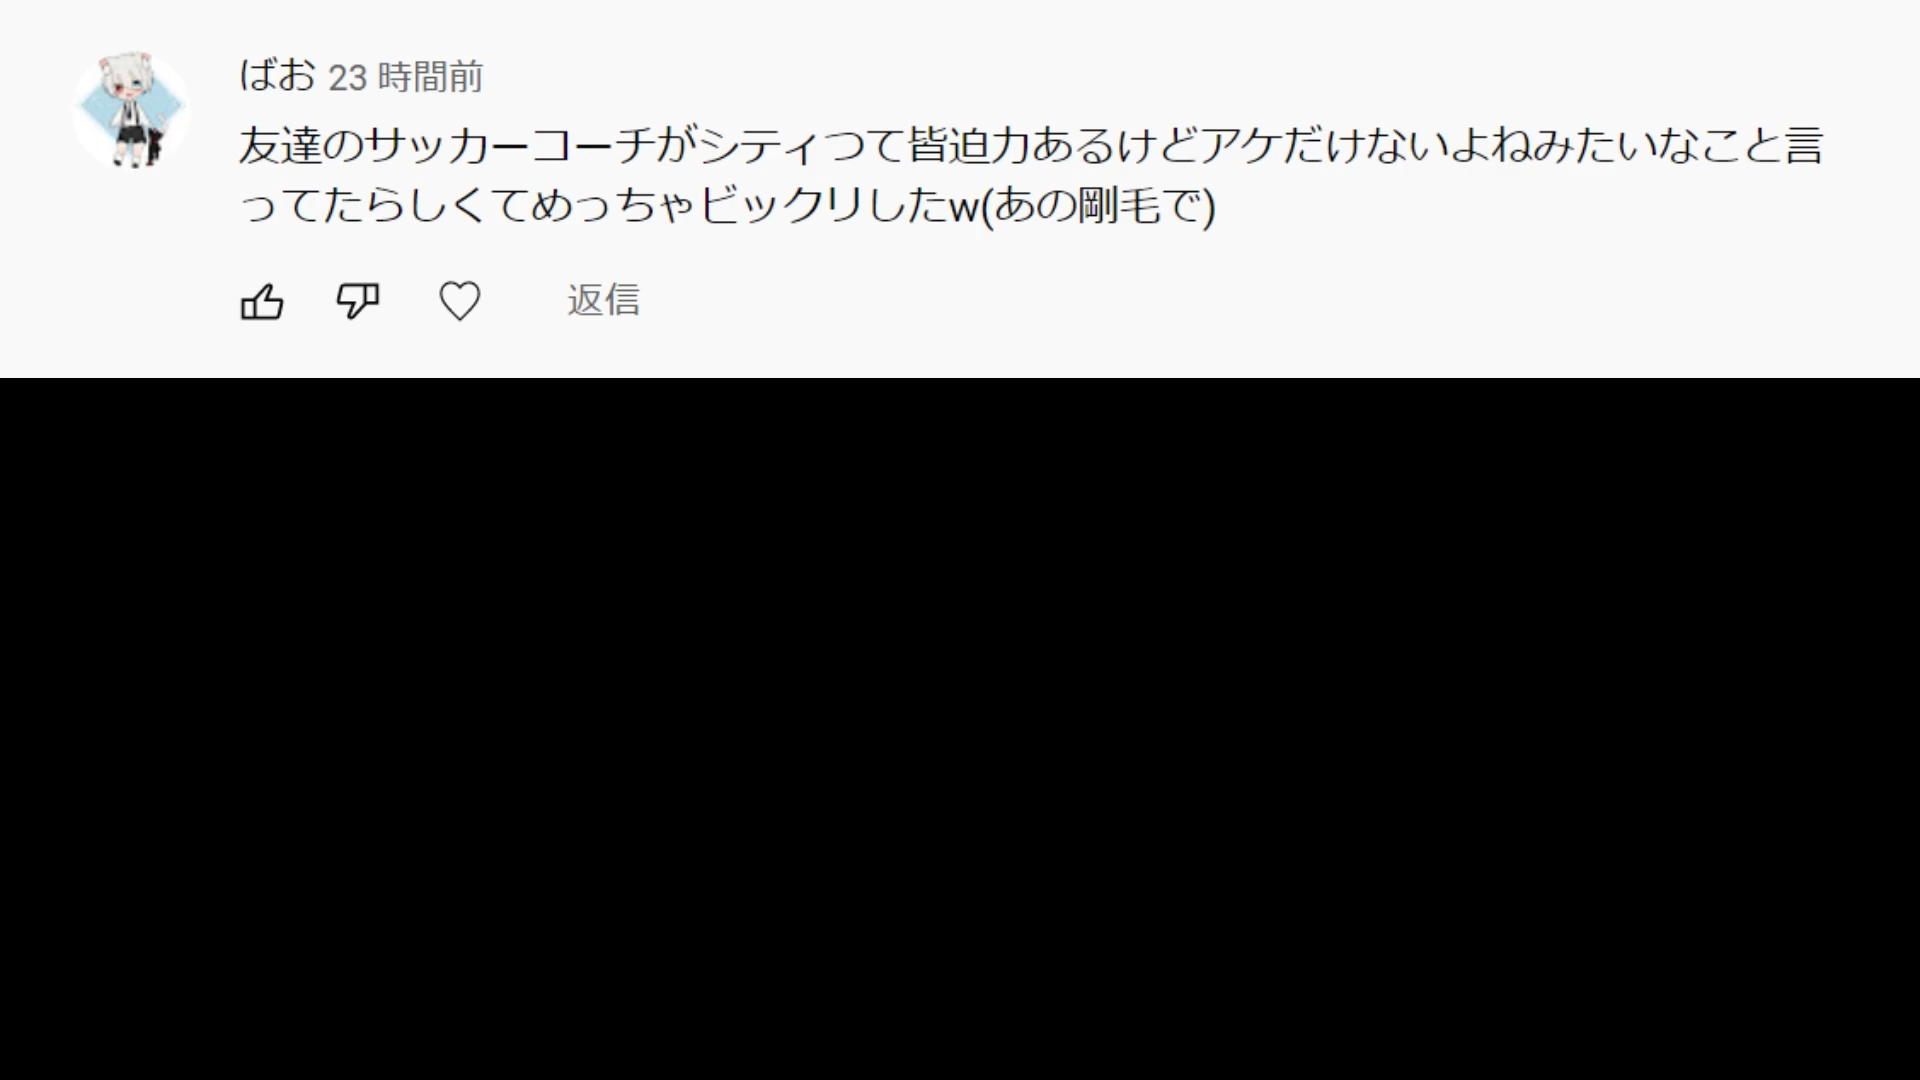 ばお 23 時間前
友達のサッカーコーチがシティつて皆迫力あるけどアケだけないよねみたいなこと言
ってたらしくてめっちゃビックリしたw(あの剛毛で)
返信